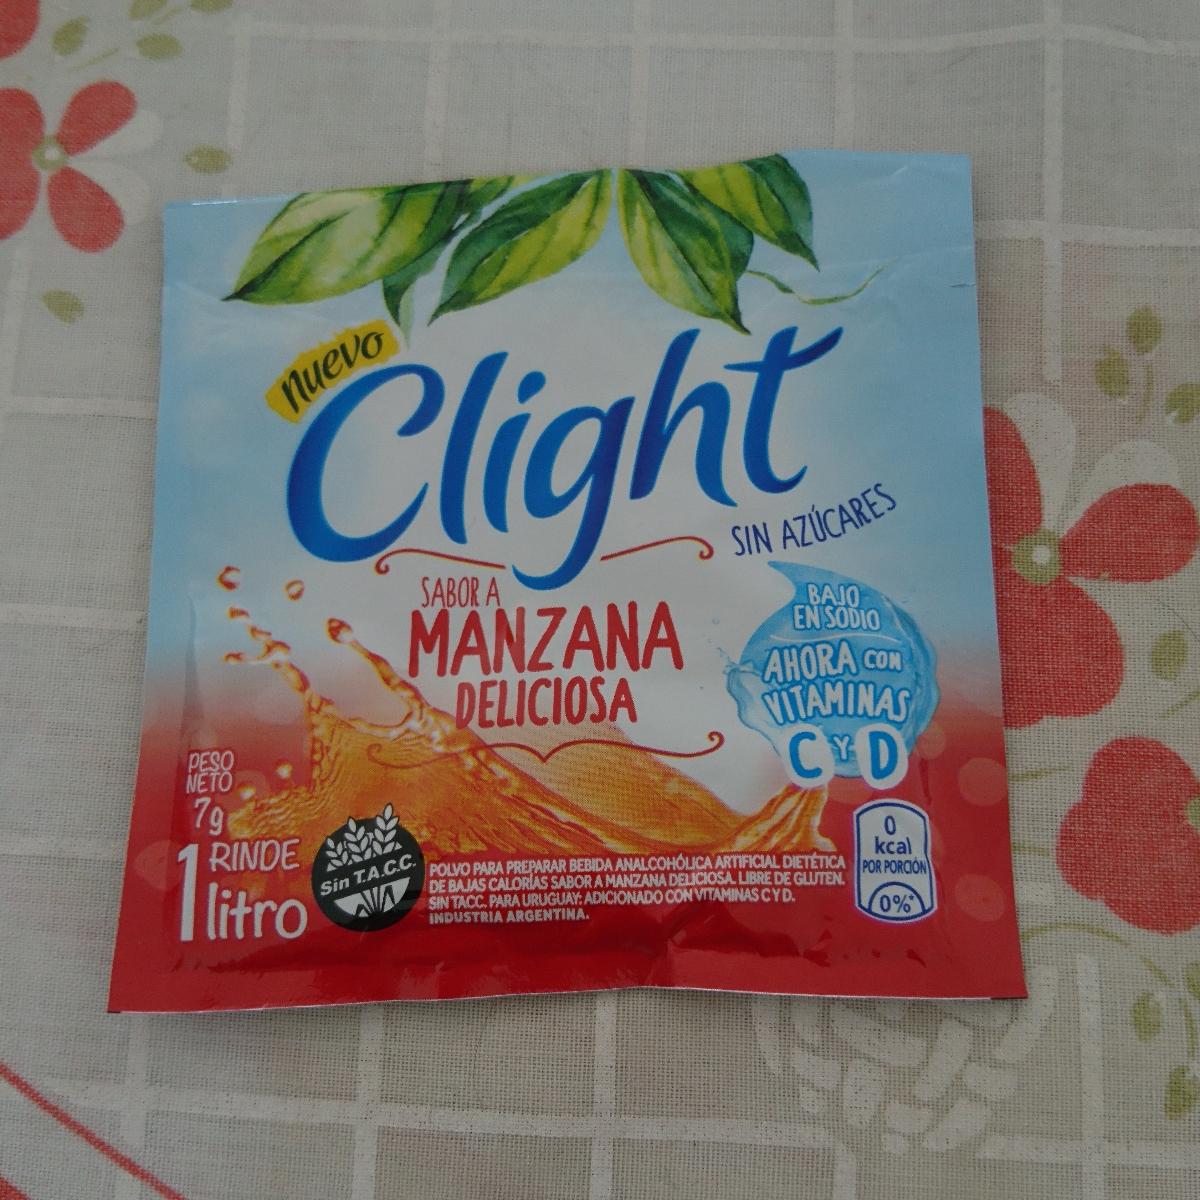 nuevo
Clight
SIN AZÚCARES
SABOR A
MANZANA
DELICIOSA
BAJO
EN SODIO
AHORA CON
VITAMINAS
C Y D
PESO
NETO
7g
RINDE
1 litro
Sin T.A.C.C.
POLVO PARA PREPARAR BEBIDA ANALCOHÓLICA ARTIFICIAL DIETÉTICA
DE BAJAS CALORÍAS SABOR A MANZANA DELICIOSA. LIBRE DE GLUTEN.
SIN TACC. PARA URUGUAY: ADICIONADO CON VITAMINAS C Y D.
INDUSTRIA ARGENTINA.
0
kcal
POR PORCIÓN
0%*